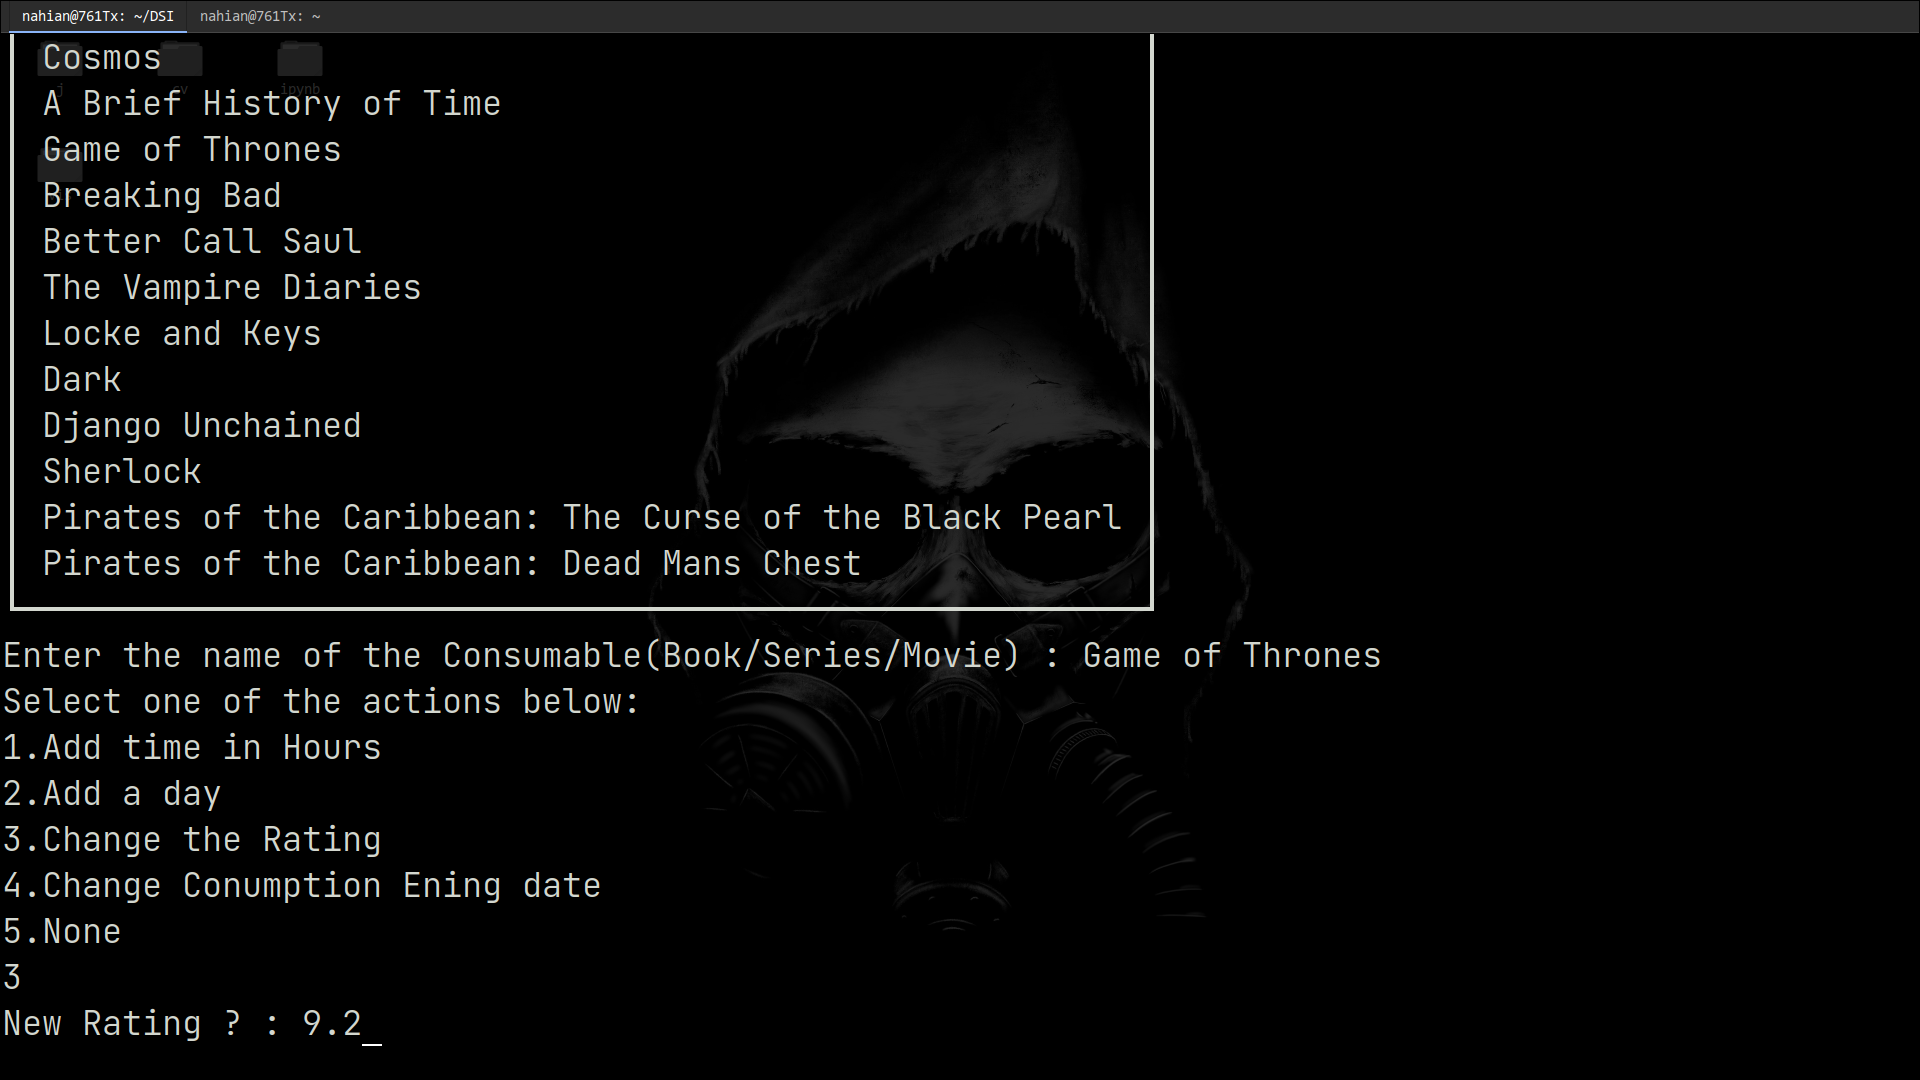 nahian@761Tx: ~/DSI nahian@761Tx: ~
Cosmos
j cv ipynb
A Brief History of Time
Game of Thrones
Breaking Bad
Better Call Saul
The Vampire Diaries
Locke and Keys
Dark
Django Unchained
Sherlock
Pirates of the Caribbean: The Curse of the Black Pearl
Pirates of the Caribbean: Dead Mans Chest
Enter the name of the Consumable(Book/Series/Movie) : Game of Thrones
Select one of the actions below:
1.Add time in Hours
2.Add a day
3.Change the Rating
4.Change Conumption Ening date
5.None
3
New Rating ? : 9.2_